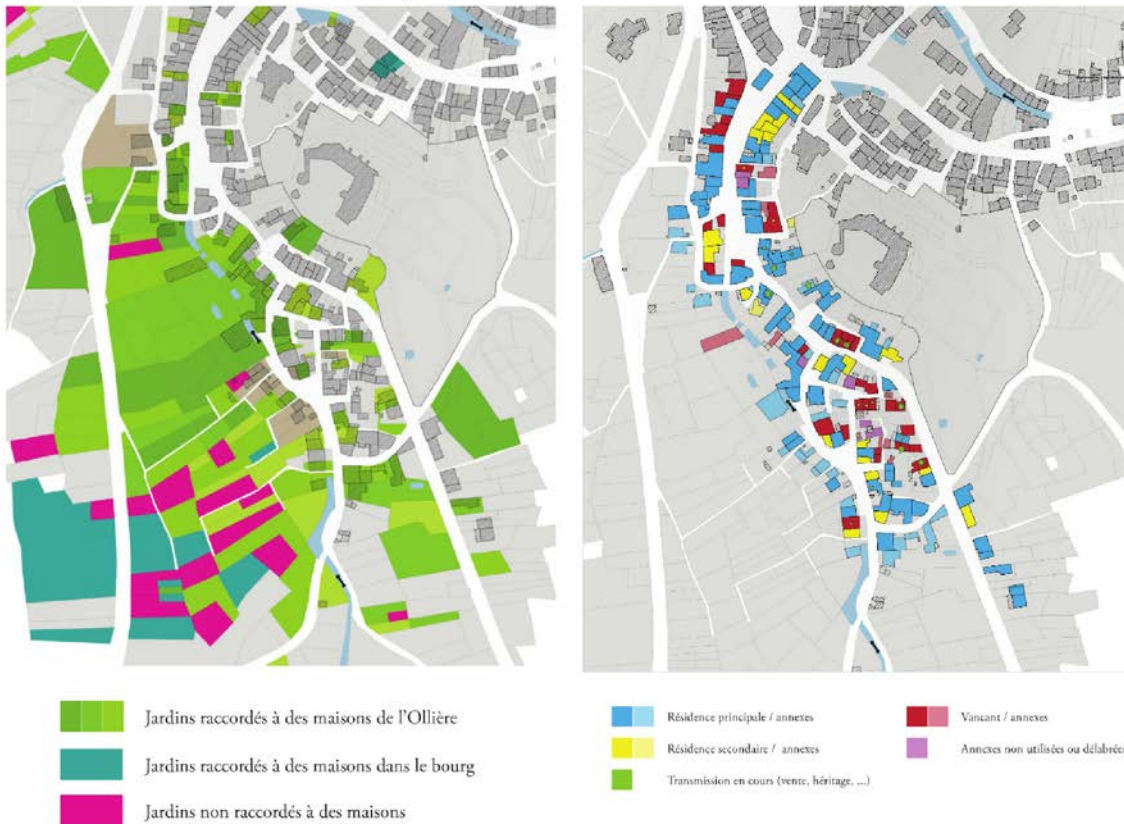 Jardins raccordés à des maisons de l'Ollière
Jardins raccordés à des maisons dans le bourg
Jardins non raccordés à des maisons
Résidence principale / annexes
Résidence secondaire / annexes
Transmission en cours (vente, héritage, ...)
Vancant / annexes
Annexes non utilisées ou délabrées